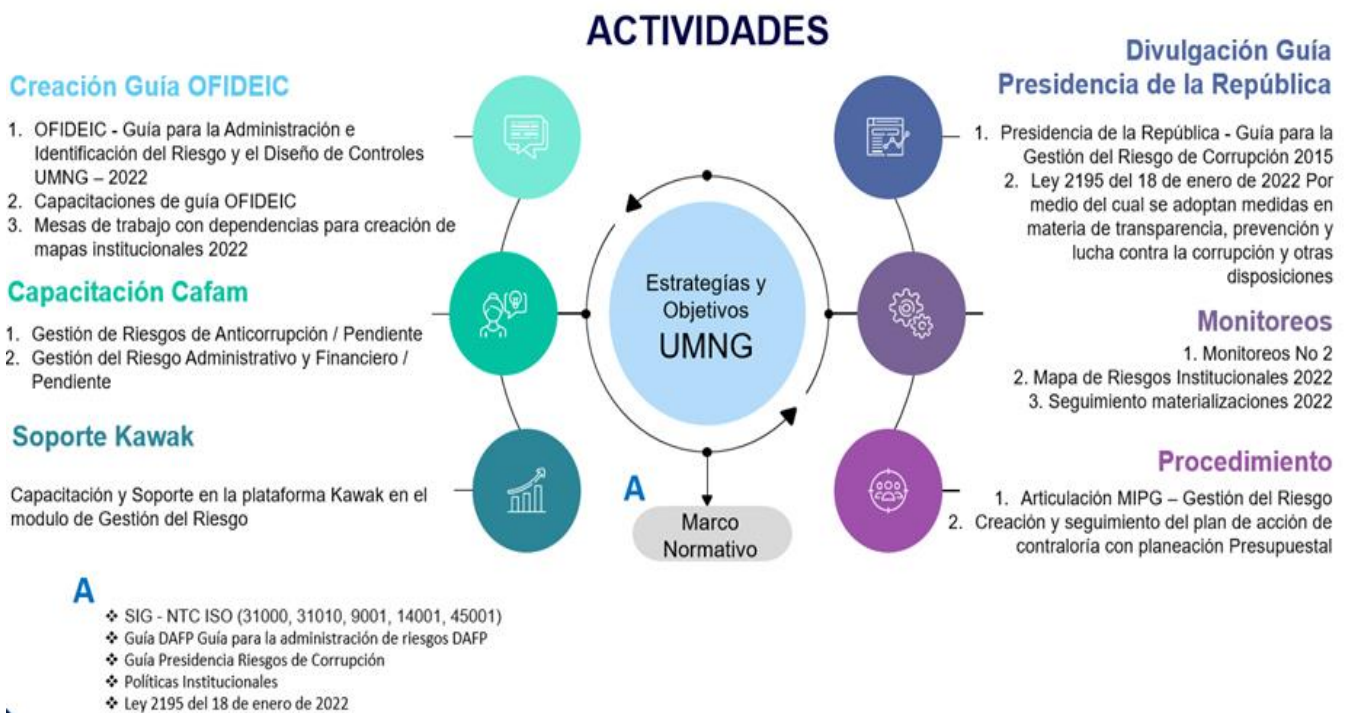 ACTIVIDADES
Creación Guía OFIDEIC
1. OFIDEIC - Guía para la Administración e
Identificación del Riesgo y el Diseño de Controles
UMNG – 2022
2. Capacitaciones de guía OFIDEIC
3. Mesas de trabajo con dependencias para creación de
mapas institucionales 2022
Capacitación Cafam
1. Gestión de Riesgos de Anticorrupción / Pendiente
2. Gestión del Riesgo Administrativo y Financiero /
Pendiente
Soporte Kawak
Capacitación y Soporte en la plataforma Kawak en el
modulo de Gestión del Riesgo
Estrategías y
Objetivos
UMNG
A
Marco
Normativo
Divulgación Guía
Presidencia de la República
1. Presidencia de la República - Guía para la
Gestión del Riesgo de Corrupción 2015
2. Ley 2195 del 18 de enero de 2022 Por
medio del cual se adoptan medidas en
materia de transparencia, prevención y
lucha contra la corrupción y otras
disposiciones
Monitoreos
1. Monitoreos No 2
2. Mapa de Riesgos Institucionales 2022
3. Seguimiento materializaciones 2022
Procedimiento
1. Articulación MIPG – Gestión del Riesgo
2. Creación y seguimiento del plan de acción de
contraloría con planeación Presupuestal
A
❖ SIG - NTC ISO (31000, 31010, 9001, 14001, 45001)
❖ Guía DAFP Guía para la administración de riesgos DAFP
❖ Guía Presidencia Riesgos de Corrupción
❖ Políticas Institucionales
❖ Ley 2195 del 18 de enero de 2022